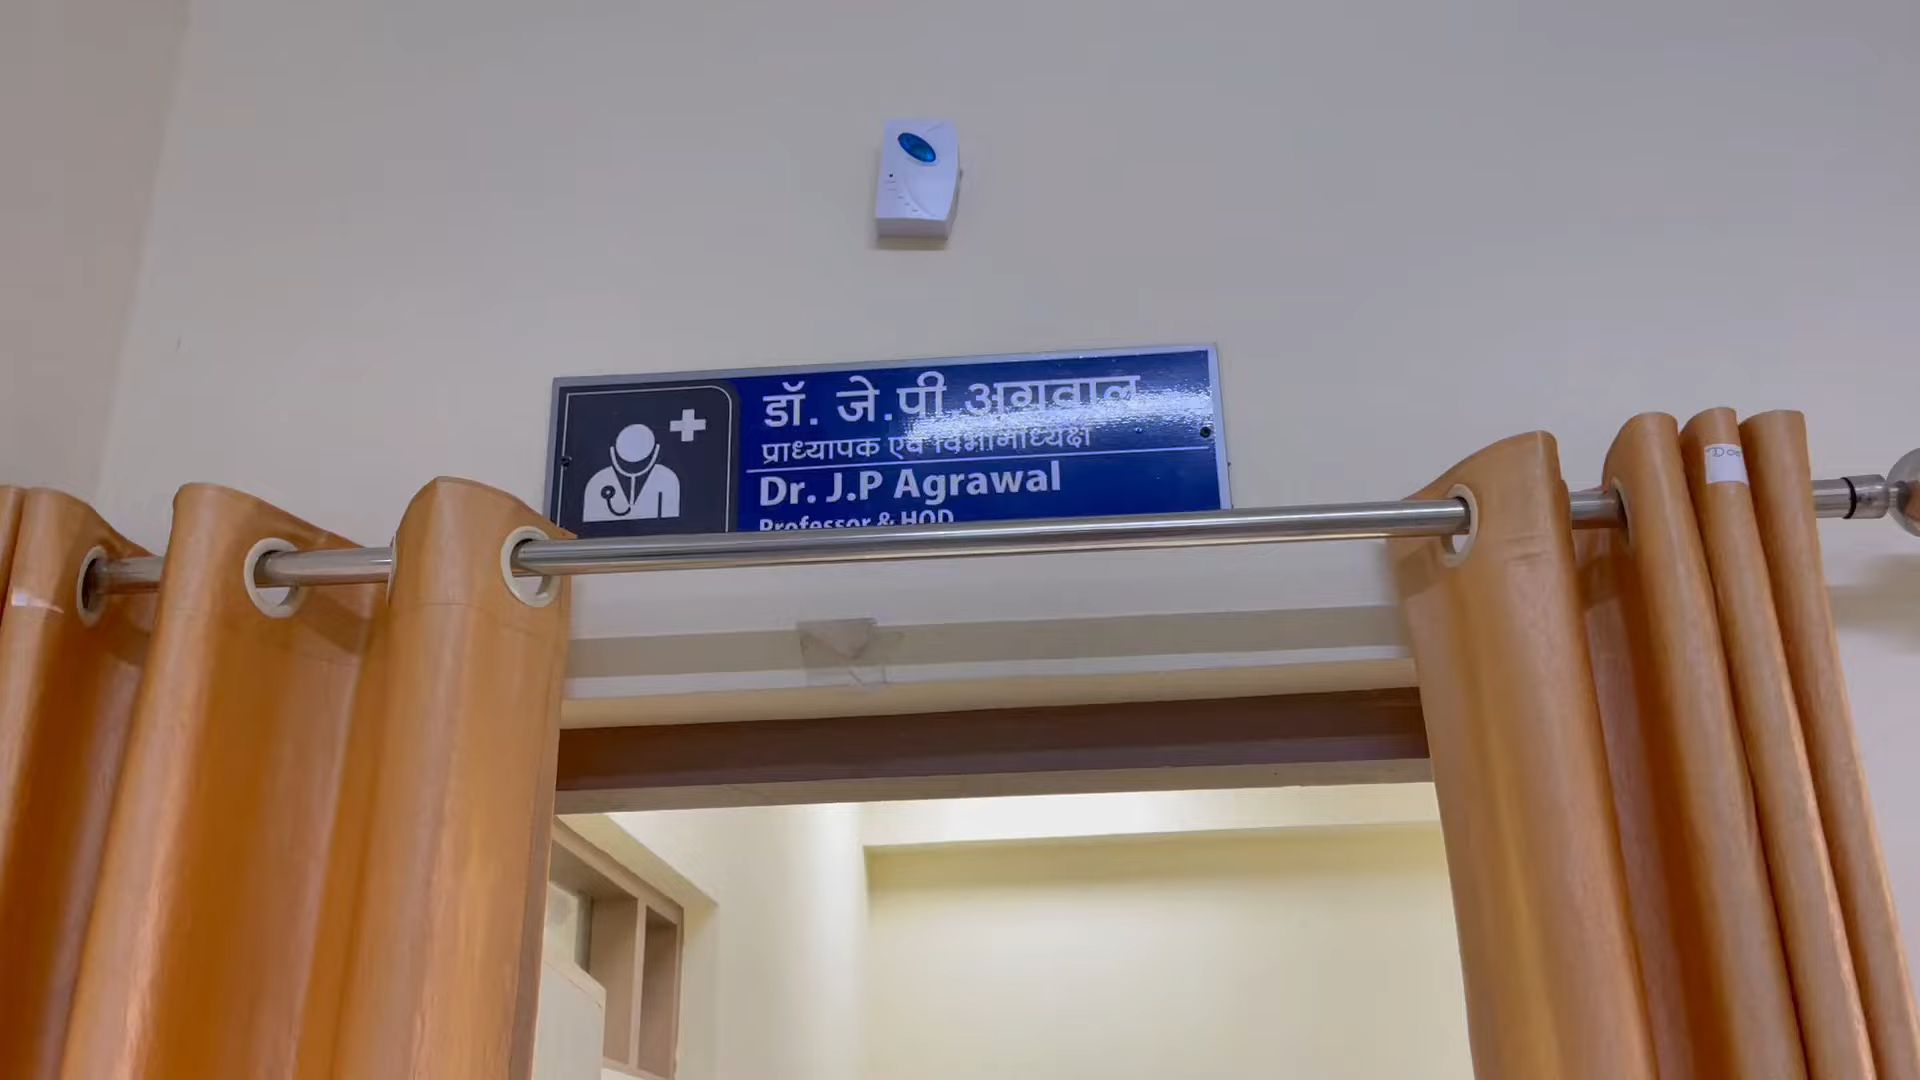 डॉ. जे.पी अग्रवाल
प्राध्यापक एवं विभागाध्यक्ष
Dr. J.P Agrawal
Professor & HOD